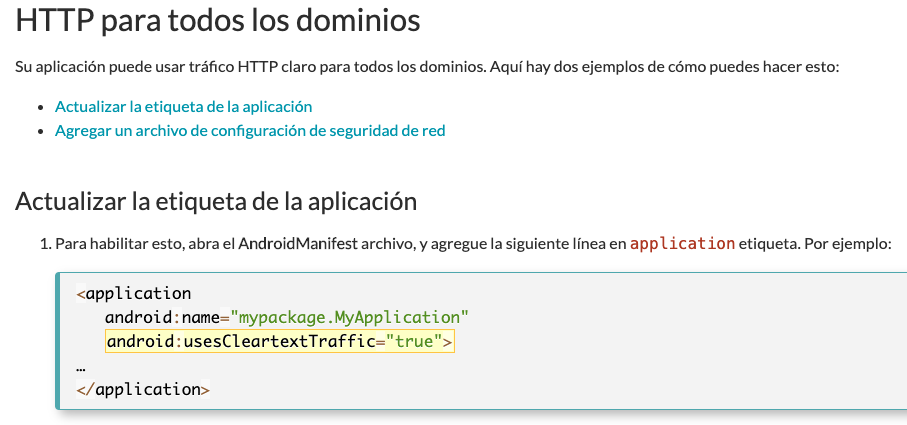 HTTP para todos los dominios
Su aplicación puede usar tráfico HTTP claro para todos los dominios. Aquí hay dos ejemplos de cómo puedes hacer esto:
• Actualizar la etiqueta de la aplicación
• Agregar un archivo de configuración de seguridad de red
Actualizar la etiqueta de la aplicación
1. Para habilitar esto, abra el AndroidManifest archivo, y agregue la siguiente línea en application etiqueta. Por ejemplo:
<application
android:name="mypackage.MyApplication"
android:usesCleartextTraffic="true">
…
</application>